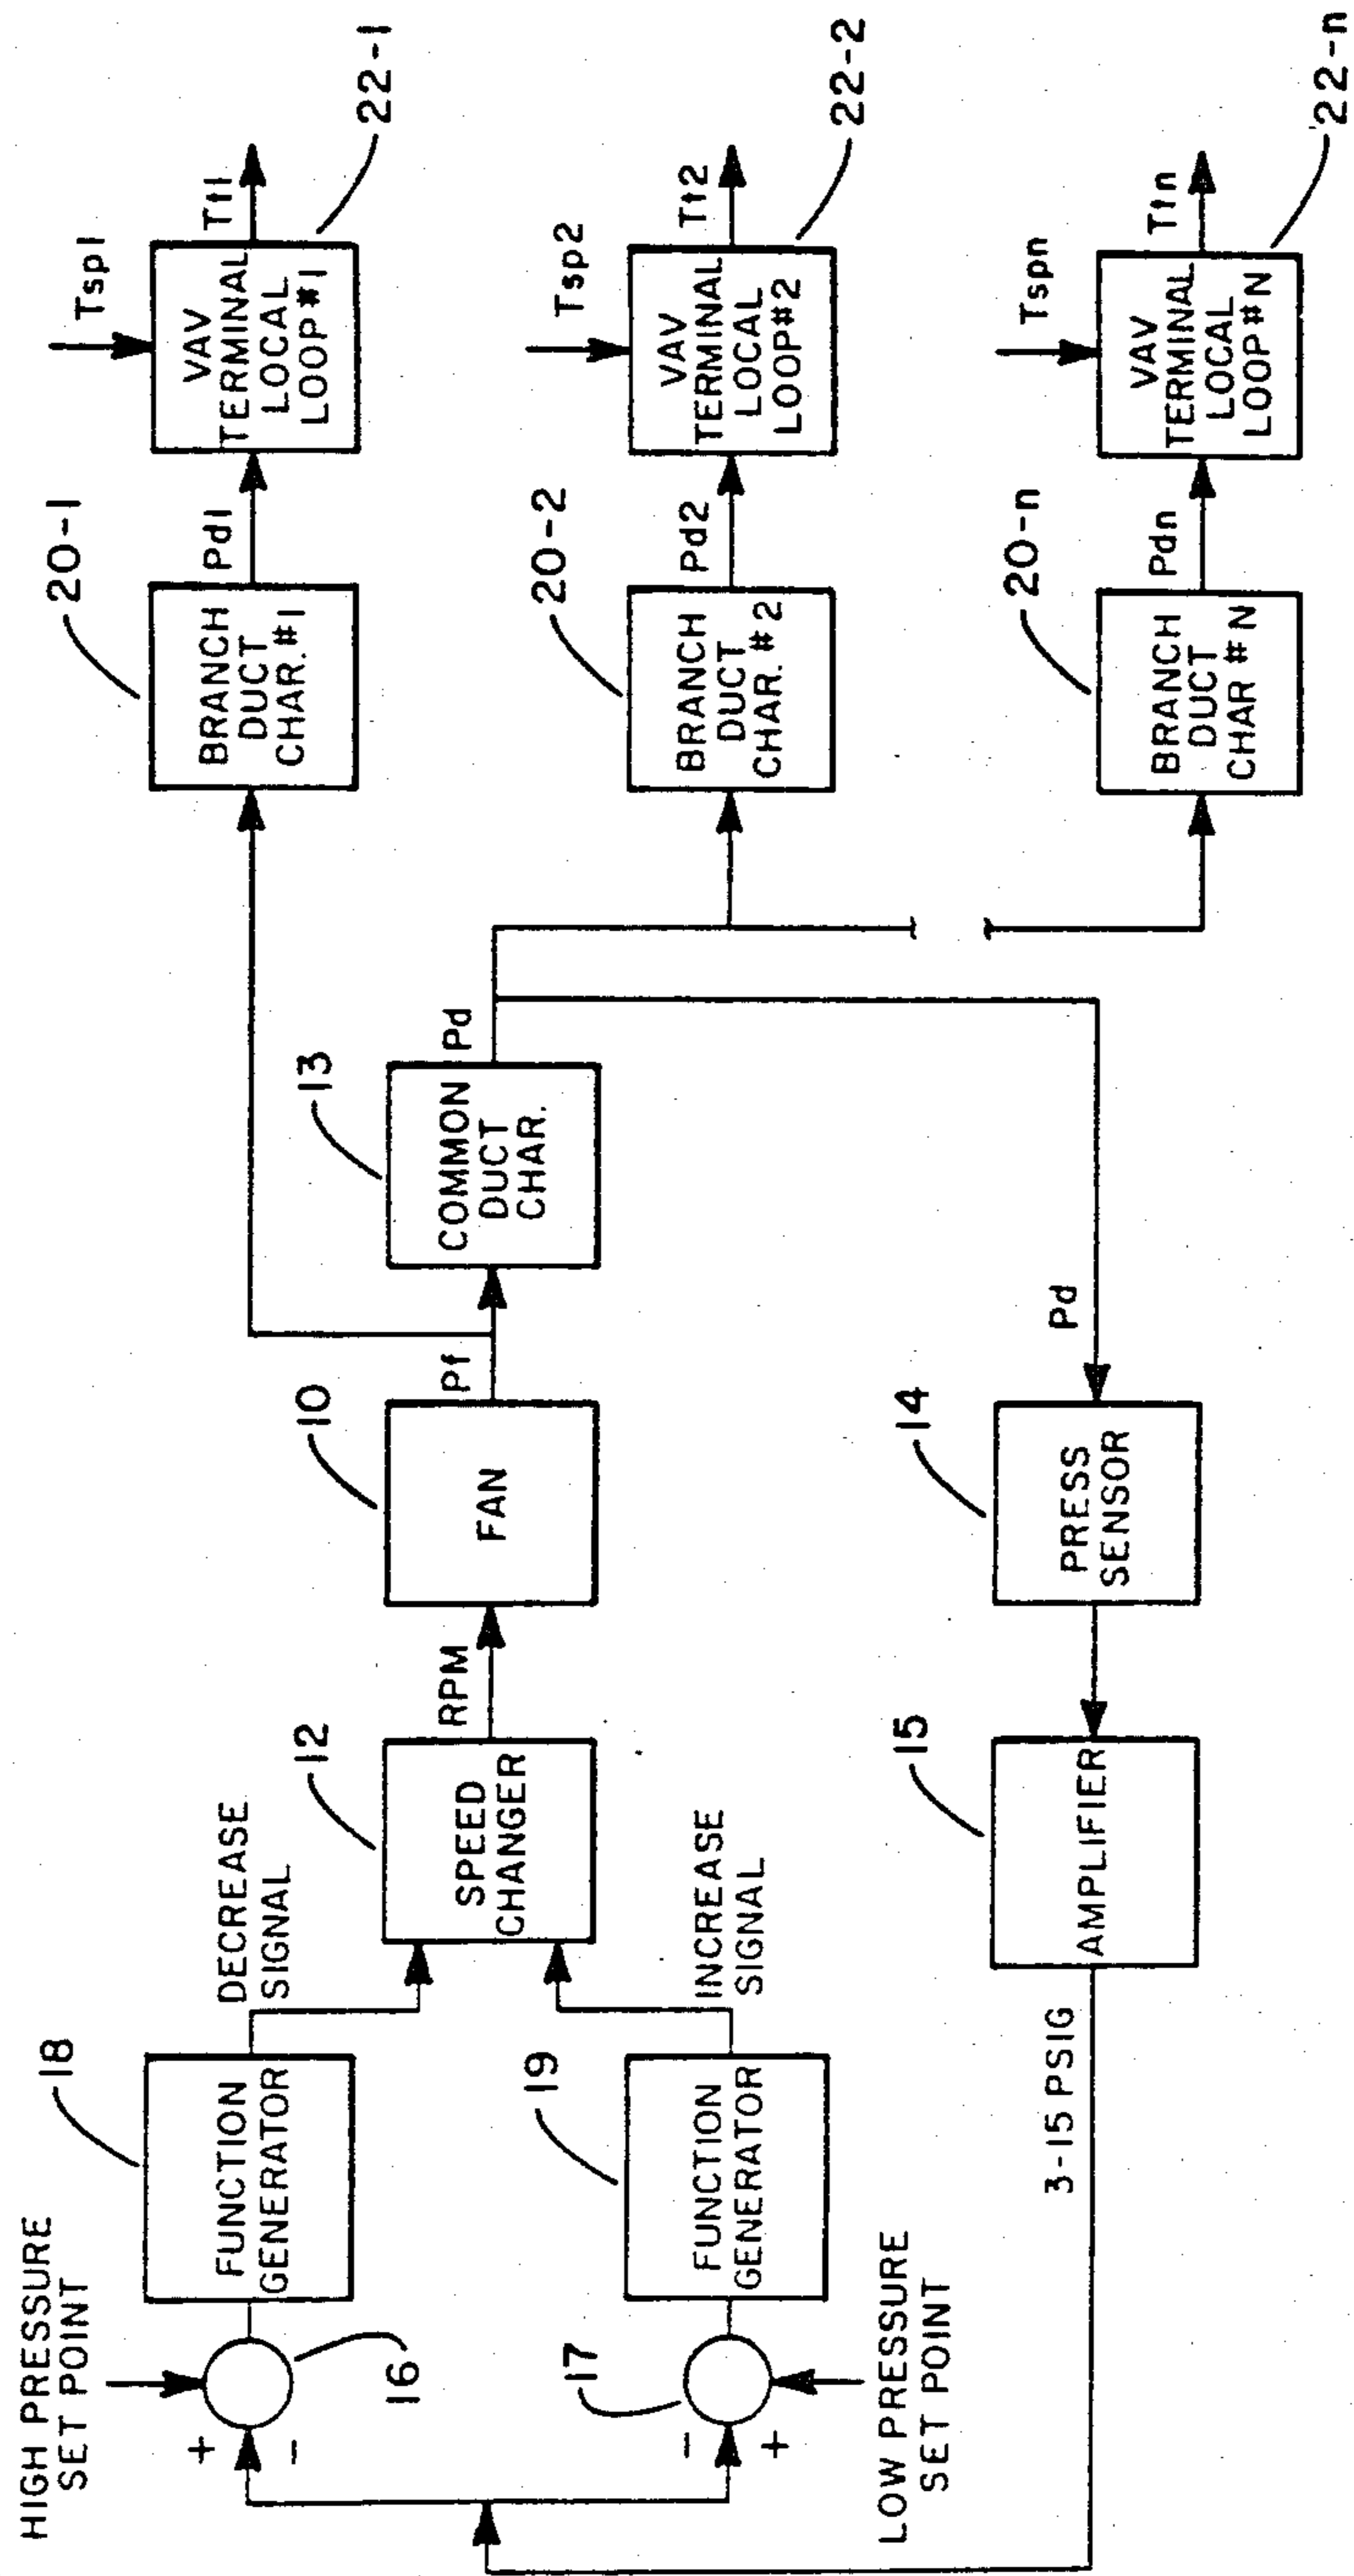 HIGH PRESSURE
SET POINT
+
-
16
18
FUNCTION
GENERATOR
DECREASE
SIGNAL
LOW PRESSURE
SET POINT
-
+
17
19
FUNCTION
GENERATOR
INCREASE
SIGNAL
12
SPEED
CHANGER
RPM
10
FAN
Pf
13
COMMON
DUCT
CHAR.
Pd
Pd
14
PRESS
SENSOR
15
AMPLIFIER
3-15 PSIG
20-1
BRANCH
DUCT
CHAR.#1
Pd1
Tsp1
VAV
TERMINAL
LOCAL
LOOP#1
Tt1
22-1
20-2
BRANCH
DUCT
CHAR.#2
Pd2
Tsp2
VAV
TERMINAL
LOCAL
LOOP#2
Tt2
22-2
20-n
BRANCH
DUCT
CHAR #N
Pdn
Tspn
VAV
TERMINAL
LOCAL
LOOP#N
Ttn
22-n